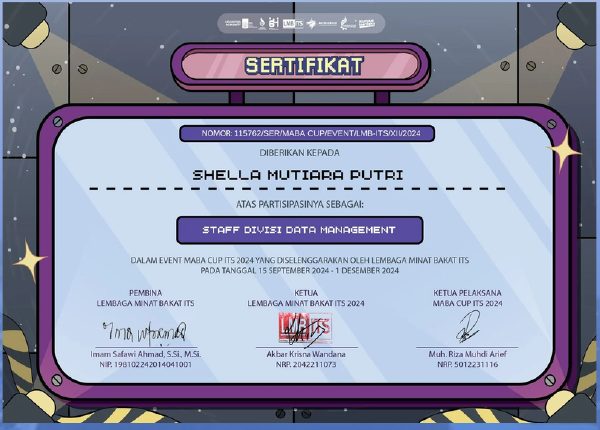 LMB ITS
SERTIFIKAT
NOMOR: 115762/SER/MABA CUP/EVENT/LMB-ITS/XII/2024
DIBERIKAN KEPADA
SHELLA MUTIARA PUTRI
ATAS PARTISIPASINYA SEBAGAI:
STAFF DIVISI DATA MANAGEMENT
DALAM EVENT MABA CUP ITS 2024 YANG DISELENGGARAKAN OLEH LEMBAGA MINAT BAKAT ITS
PADA TANGGAL 15 SEPTEMBER 2024 - 1 DESEMBER 2024
PEMBINA
LEMBAGA MINAT BAKAT ITS
Imam Safawi Ahmad, S.Si., M.Si.
NIP. 198102242014041001
KETUA
LEMBAGA MINAT BAKAT ITS 2024
LMB ITS
Akbar Krisna Wandana
NRP. 2042211073
KETUA PELAKSANA
MABA CUP ITS 2024
Muh. Riza Muhdi Arief
NRP. 5012231116